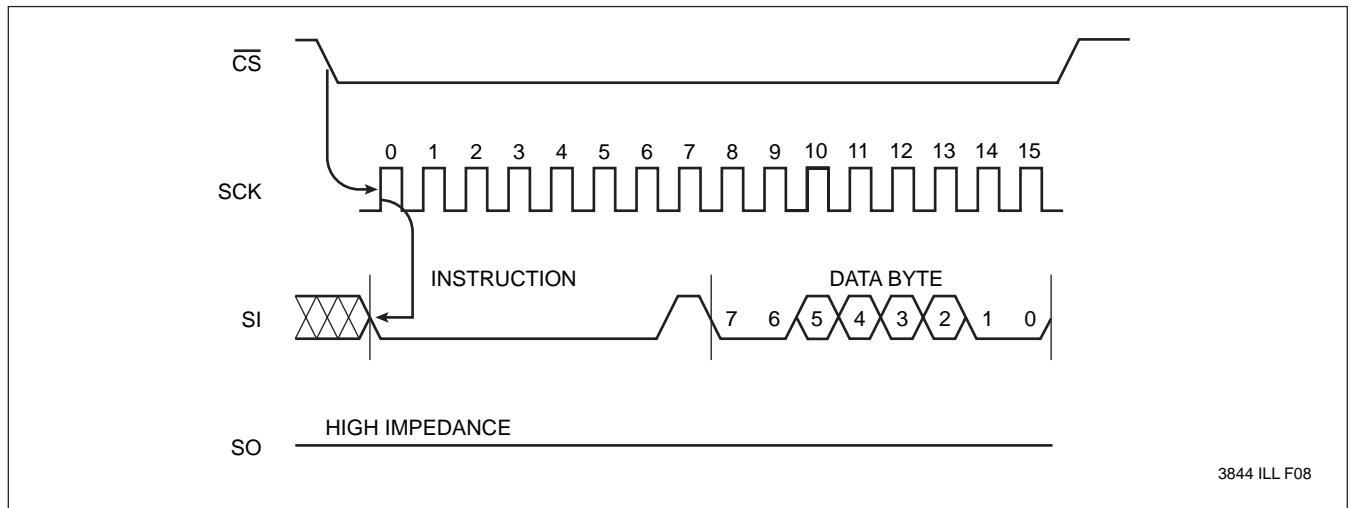 CS
0 1 2 3 4 5 6 7 8 9 10 11 12 13 14 15
SCK
INSTRUCTION DATA BYTE
SI
7 6 5 4 3 2 1 0
HIGH IMPEDANCE
SO
3844 ILL F08